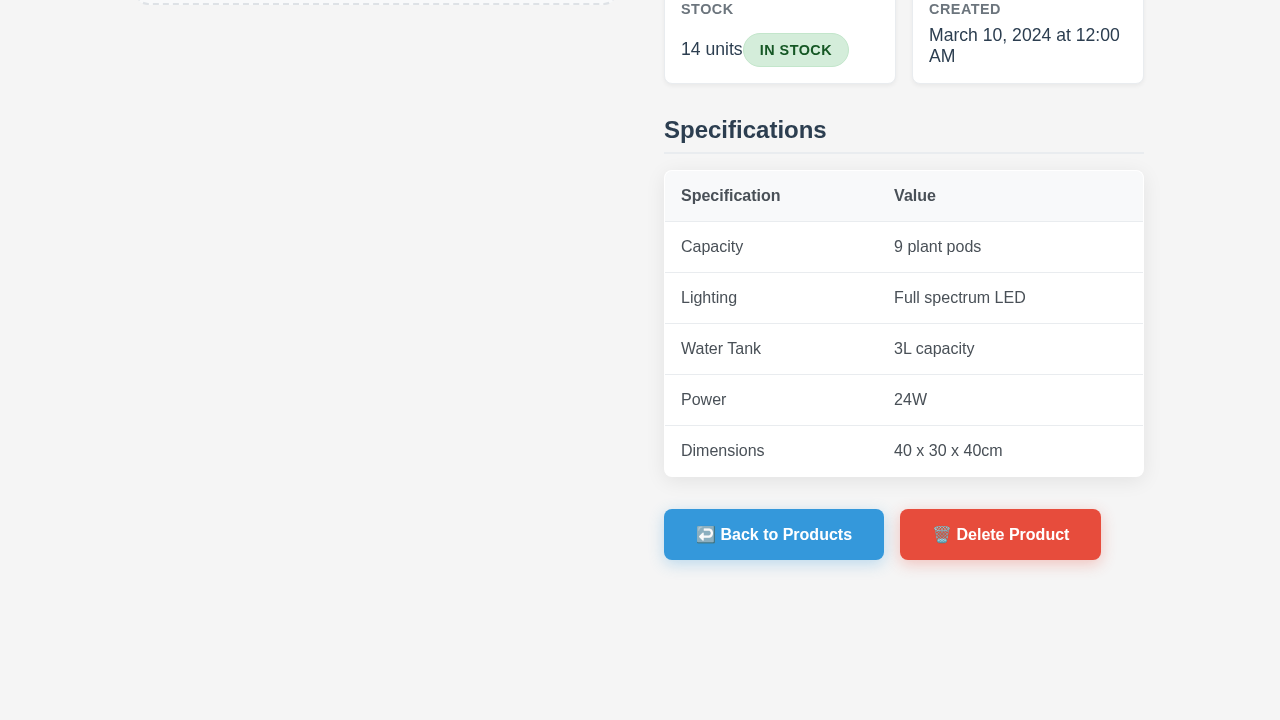 STOCK
14 units IN STOCK
CREATED
March 10, 2024 at 12:00
AM
Specifications
Specification Value
Capacity 9 plant pods
Lighting Full spectrum LED
Water Tank 3L capacity
Power 24W
Dimensions 40 x 30 x 40cm
↩️ Back to Products 🗑️ Delete Product